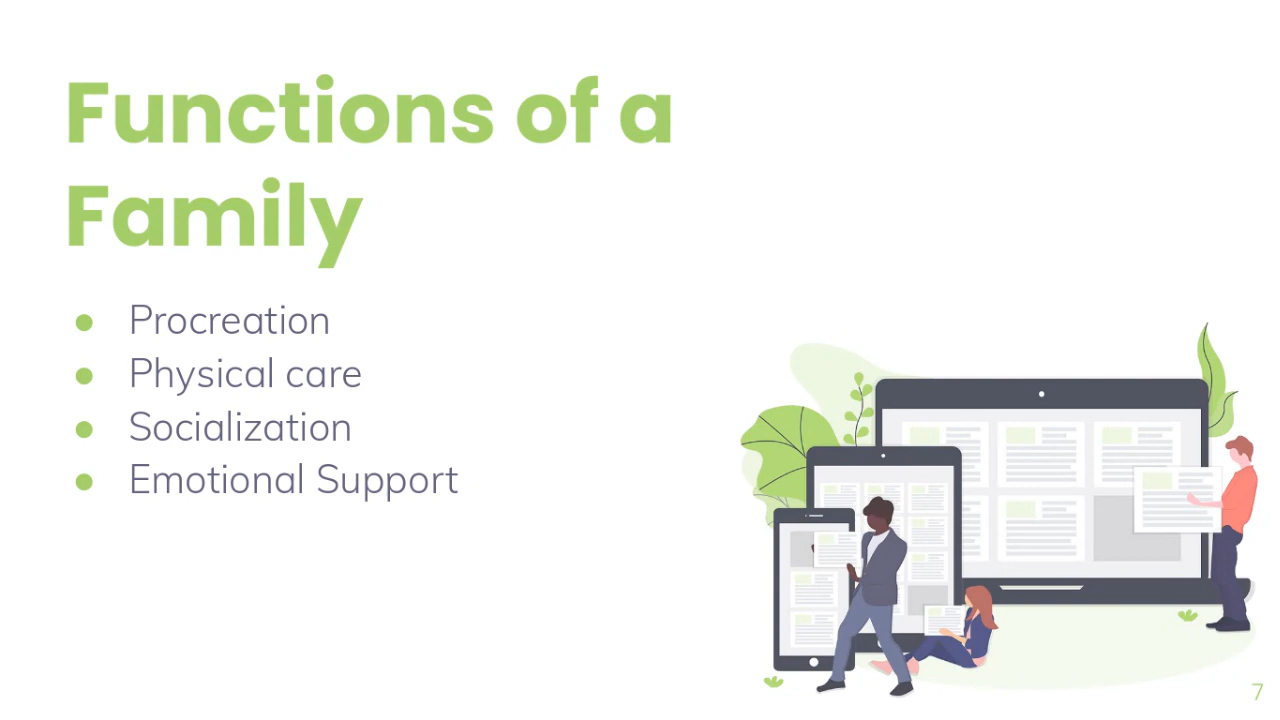 Functions of a
Family
● Procreation
● Physical care
● Socialization
● Emotional Support
7